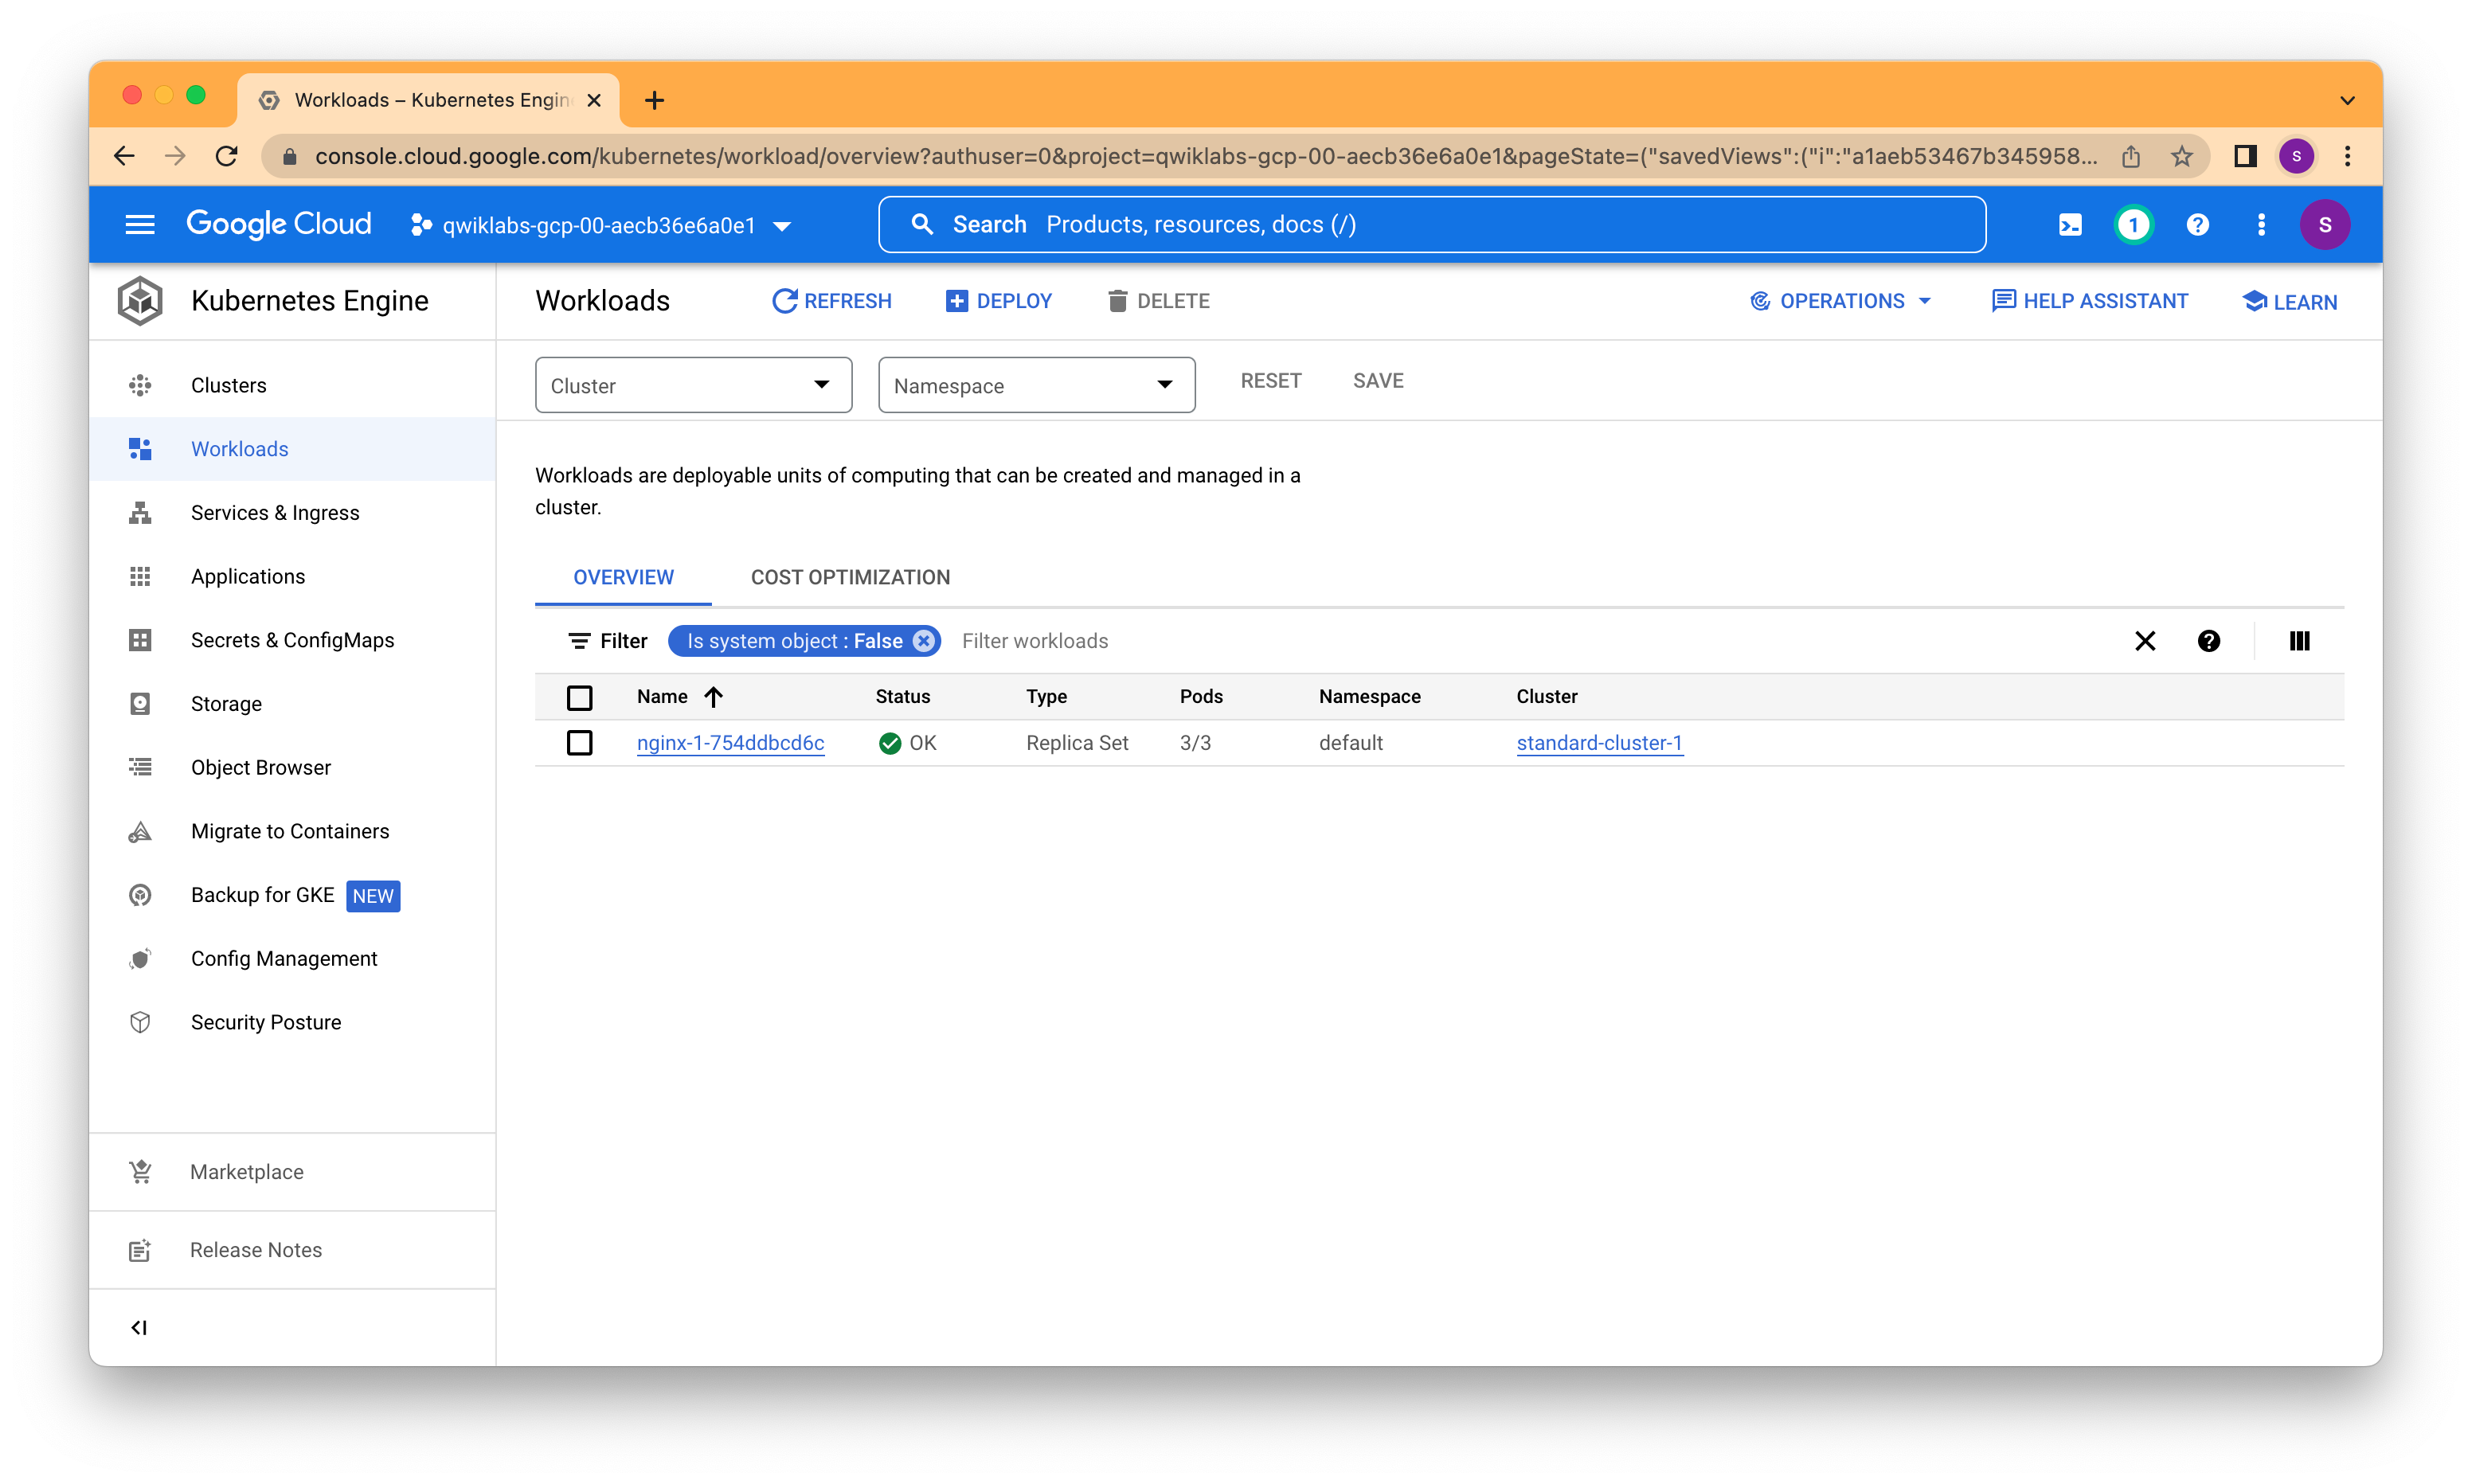 Workloads – Kubernetes Engin
console.cloud.google.com/kubernetes/workload/overview?authuser=0&project=qwiklabs-gcp-00-aecb36e6a0e1&pageState=("savedViews":("i":"a1aeb53467b345958...
S
Google Cloud
qwiklabs-gcp-00-aecb36e6a0e1
Search Products, resources, docs (/)
1
S
Kubernetes Engine
Workloads
REFRESH
DEPLOY
DELETE
OPERATIONS
HELP ASSISTANT
LEARN
Clusters
Workloads
Services & Ingress
Applications
Secrets & ConfigMaps
Storage
Object Browser
Migrate to Containers
Backup for GKE NEW
Config Management
Security Posture
Marketplace
Release Notes
Cluster
Namespace
RESET
SAVE
Workloads are deployable units of computing that can be created and managed in a
cluster.
OVERVIEW
COST OPTIMIZATION
Filter
Is system object : False
Filter workloads
Name Status Type Pods Namespace Cluster
nginx-1-754ddbcd6c OK Replica Set 3/3 default standard-cluster-1